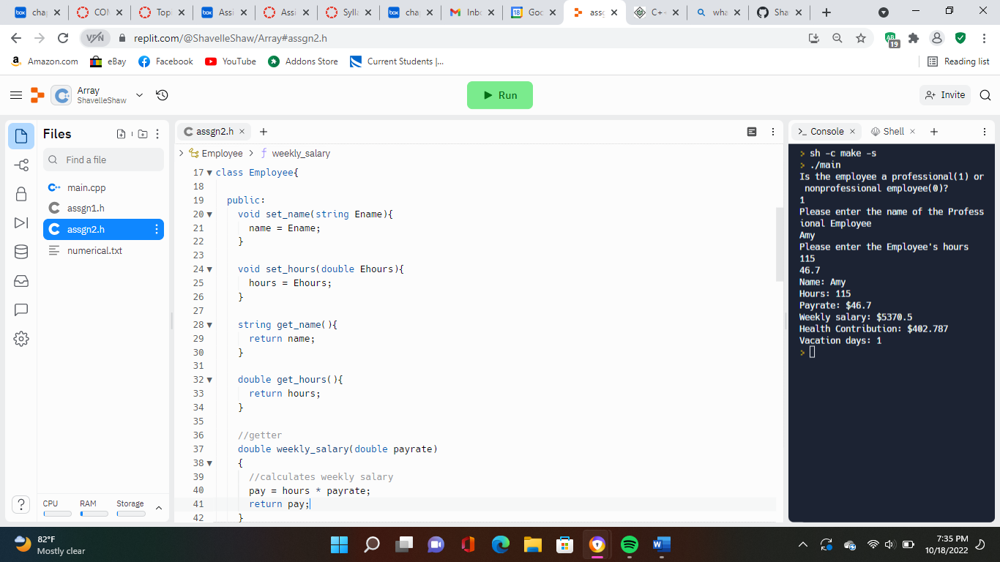 chap
COM
Topi
Assi
Assi
Sylla
chap
Inb
Goo
assg
C+
wha
Sha
VPN
replit.com/@ShavelleShaw/Array#assgn2.h
19
Amazon.com
eBay
Facebook
YouTube
Addons Store
Current Students |...
Reading list
Array
ShavelleShaw
Run
Invite
Files
Find a file
main.cpp
assgn1.h
assgn2.h
numerical.txt
CPU RAM Storage
assgn2.h
Employee > weekly_salary
17 class Employee{
18
19 public:
20 void set_name(string Ename){
21 name = Ename;
22 }
23
24 void set_hours(double Ehours){
25 hours = Ehours;
26 }
27
28 string get_name(){
29 return name;
30 }
31
32 double get_hours(){
33 return hours;
34 }
35
36 //getter
37 double weekly_salary(double payrate)
38 {
39 //calculates weekly salary
40 pay = hours * payrate;
41 return pay;
42 }
Console
Shell
> sh -c make -s
> ./main
Is the employee a professional(1) or
nonprofessional employee(0)?
1
Please enter the name of the Profess
ional Employee
Amy
Please enter the Employee's hours
115
46.7
Name: Amy
Hours: 115
Payrate: $46.7
Weekly salary: $5370.5
Health Contribution: $402.787
Vacation days: 1
>
82°F
Mostly clear
7:35 PM
10/18/2022